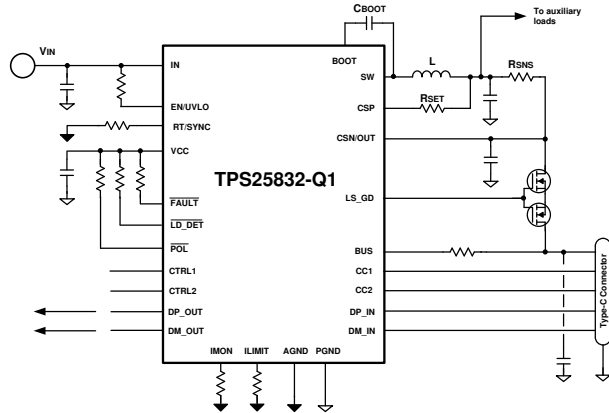 CBOOT
To auxiliary
loads
VIN
BOOT
IN
SW
L
RSNS
EN/UVLO
CSP
RSET
RT/SYNC
CSN/OUT
VCC
TPS25832-Q1
FAULT
LS_GD
LD_DET
POL
BUS
CTRL1
CC1
CTRL2
CC2
DP_OUT
DP_IN
DM_OUT
DM_IN
Type-C Connector
IMON
ILIMIT
AGND
PGND